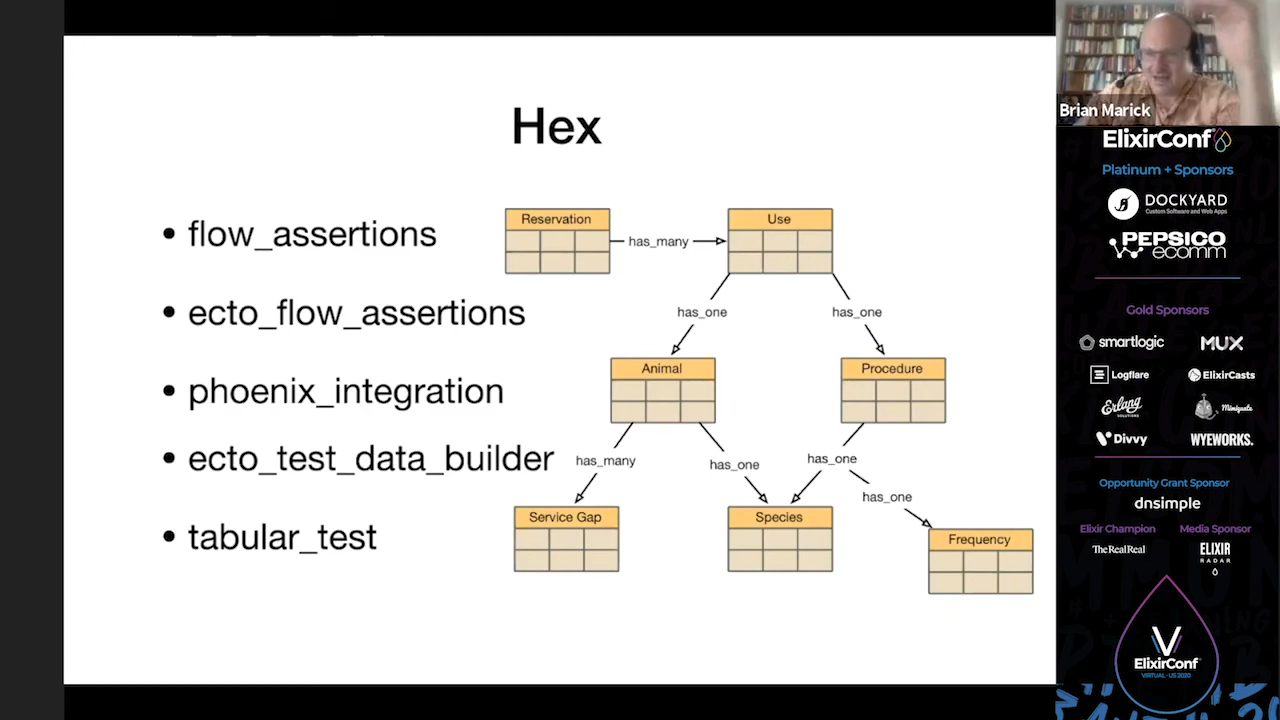 Hex
• flow_assertions
• ecto_flow_assertions
• phoenix_integration
• ecto_test_data_builder
• tabular_test
Reservation
has_many
Use
has_one
has_one
Animal
Procedure
has_many
has_one
has_one
has_one
Service Gap
Species
Frequency
Brian Marick
ElixirConf
Platinum + Sponsors
DOCKYARD
Custom Software and Web Apps
PEPSICO
ecomm
Gold Sponsors
smartlogic
MUX
Logflare
ElixirCasts
Erlang
SOLUTIONS
Divvy
WYEWORKS.
Opportunity Grant Sponsor
dnsimple
Elixir Champion
Media Sponsor
TheRealReal
ELIXIR
RADAR
V
ElixirConf
VIRTUAL · US 2020